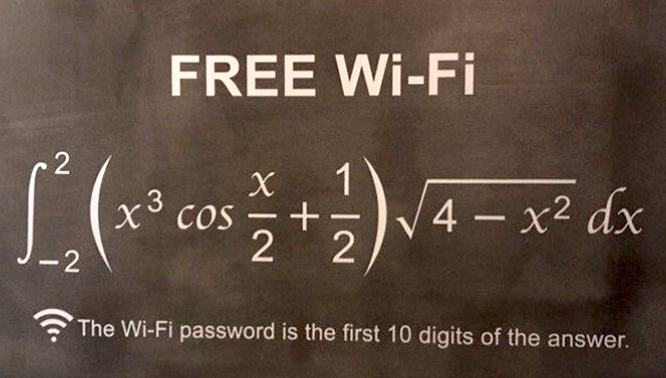 FREE Wi-Fi
∫₋₂² (x³ cos x/2 + 1/2) √(4 − x²) dx
The Wi-Fi password is the first 10 digits of the answer.